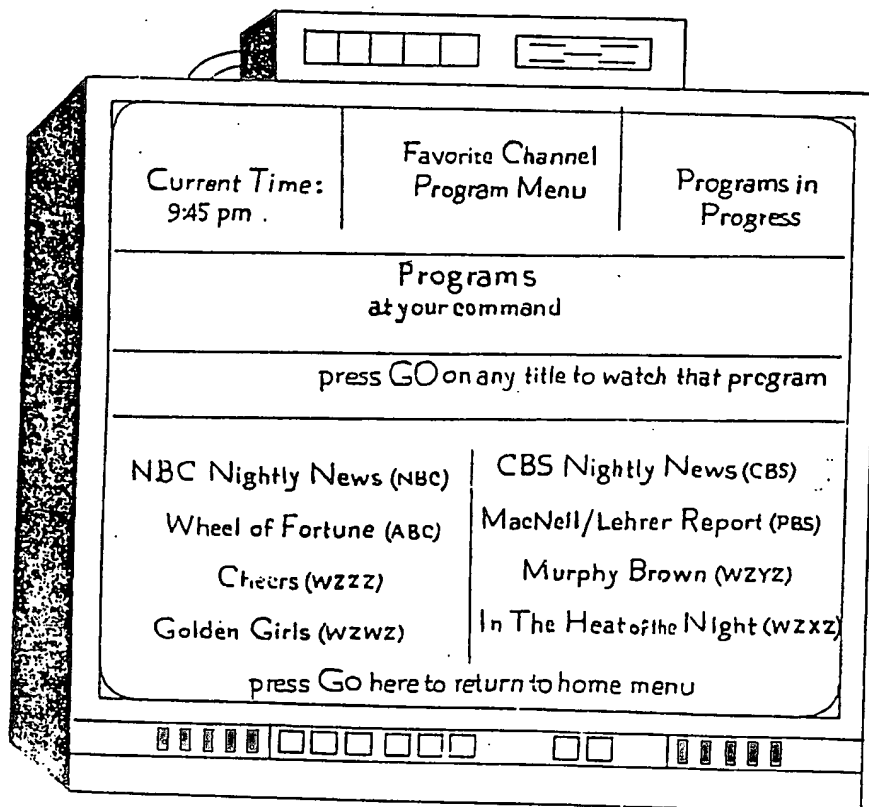 Current Time:
9:45 pm .
Favorite Channel
Program Menu
Programs in
Progress
Programs
at your command
press GO on any title to watch that program
NBC Nightly News (NBC)
Wheel of Fortune (ABC)
Cheers (WZZZ)
Golden Girls (WZWZ)
CBS Nightly News (CBS)
MacNeil/Lehrer Report (PBS)
Murphy Brown (WZYZ)
In The Heat of the Night (WZXZ)
press Go here to return to home menu